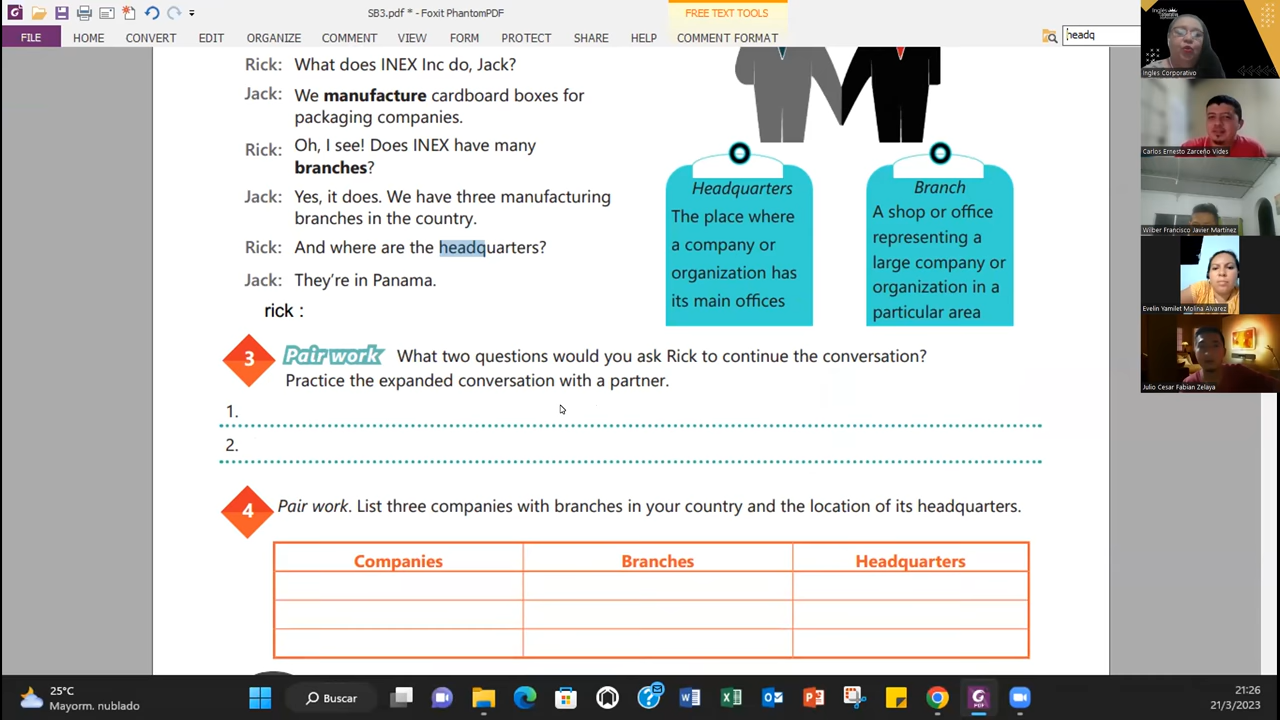 SB3.pdf * - Foxit PhantomPDF
FREE TEXT TOOLS
FILE HOME CONVERT EDIT ORGANIZE COMMENT VIEW FORM PROTECT SHARE HELP COMMENT FORMAT
headq
Rick: What does INEX Inc do, Jack?
Jack: We manufacture cardboard boxes for
packaging companies.
Rick: Oh, I see! Does INEX have many
branches?
Jack: Yes, it does. We have three manufacturing
branches in the country.
Rick: And where are the headquarters?
Jack: They're in Panama.
rick :
Headquarters
The place where
a company or
organization has
its main offices
Branch
A shop or office
representing a
large company or
organization in a
particular area
3 Pair work What two questions would you ask Rick to continue the conversation?
Practice the expanded conversation with a partner.
1.
2.
4 Pair work. List three companies with branches in your country and the location of its headquarters.
Companies Branches Headquarters
Inglés Corporativo
Carlos Ernesto Zarceño Vides
Wilber Francisco Javier Martínez
Evelin Yamilet Molina Alvarez
Julio Cesar Fabian Zelaya
25°C
Mayorm. nublado
Buscar
21:26
21/3/2023